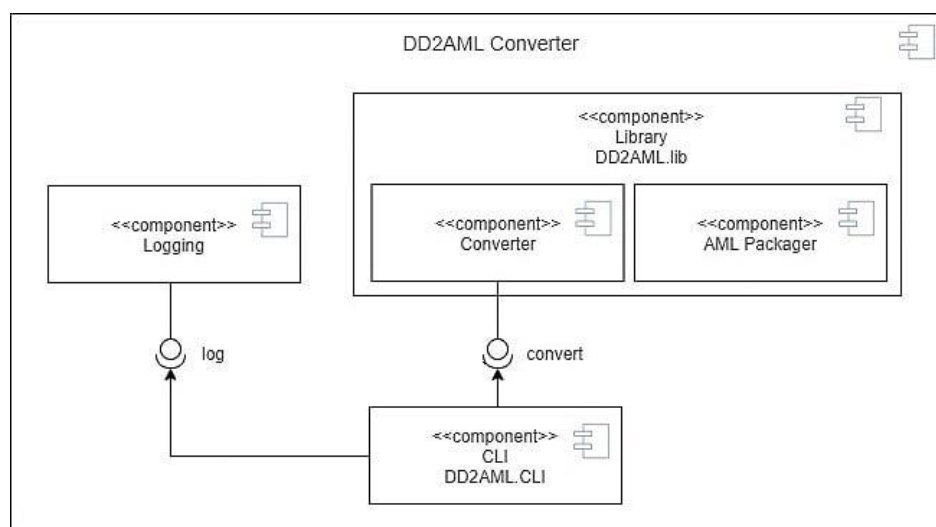 DD2AML Converter
<<component>>
Library
DD2AML.lib
<<component>>
Logging
<<component>>
Converter
<<component>>
AML Packager
log
convert
<<component>>
CLI
DD2AML.CLI